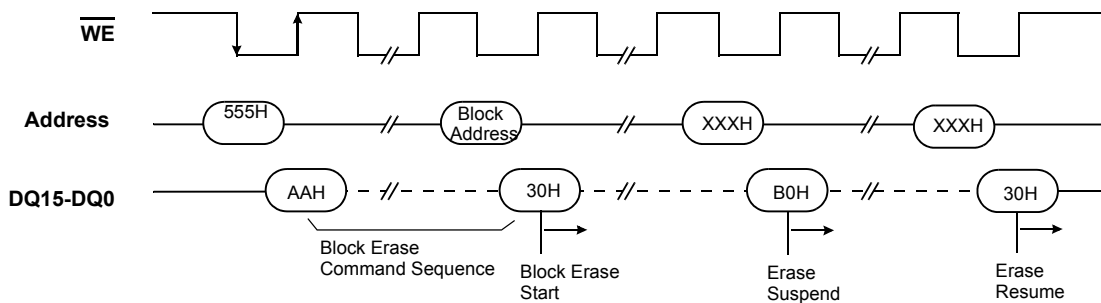 WE
Address
555H
Block
Address
XXXH
XXXH
DQ15-DQ0
AAH
30H
B0H
30H
Block Erase
Command Sequence
Block Erase
Start
Erase
Suspend
Erase
Resume